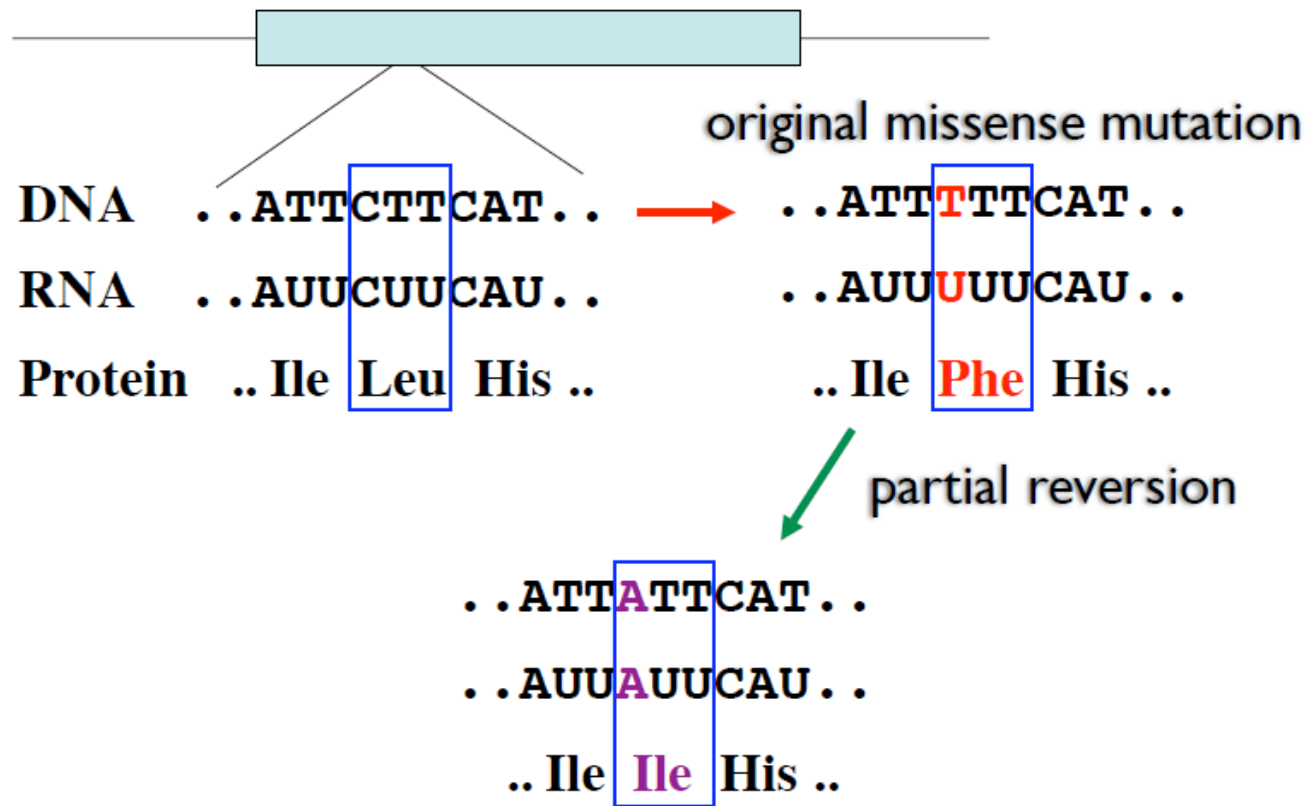 original missense mutation
DNA ..ATTCTTCAT.. ..ATTTTTCAT..
RNA ..AUUCUUCAU.. ..AUUUUUCAU..
Protein .. Ile Leu His .. .. Ile Phe His ..
partial reversion
..ATTATTCAT..
..AUUAUUCAU..
.. Ile Ile His ..